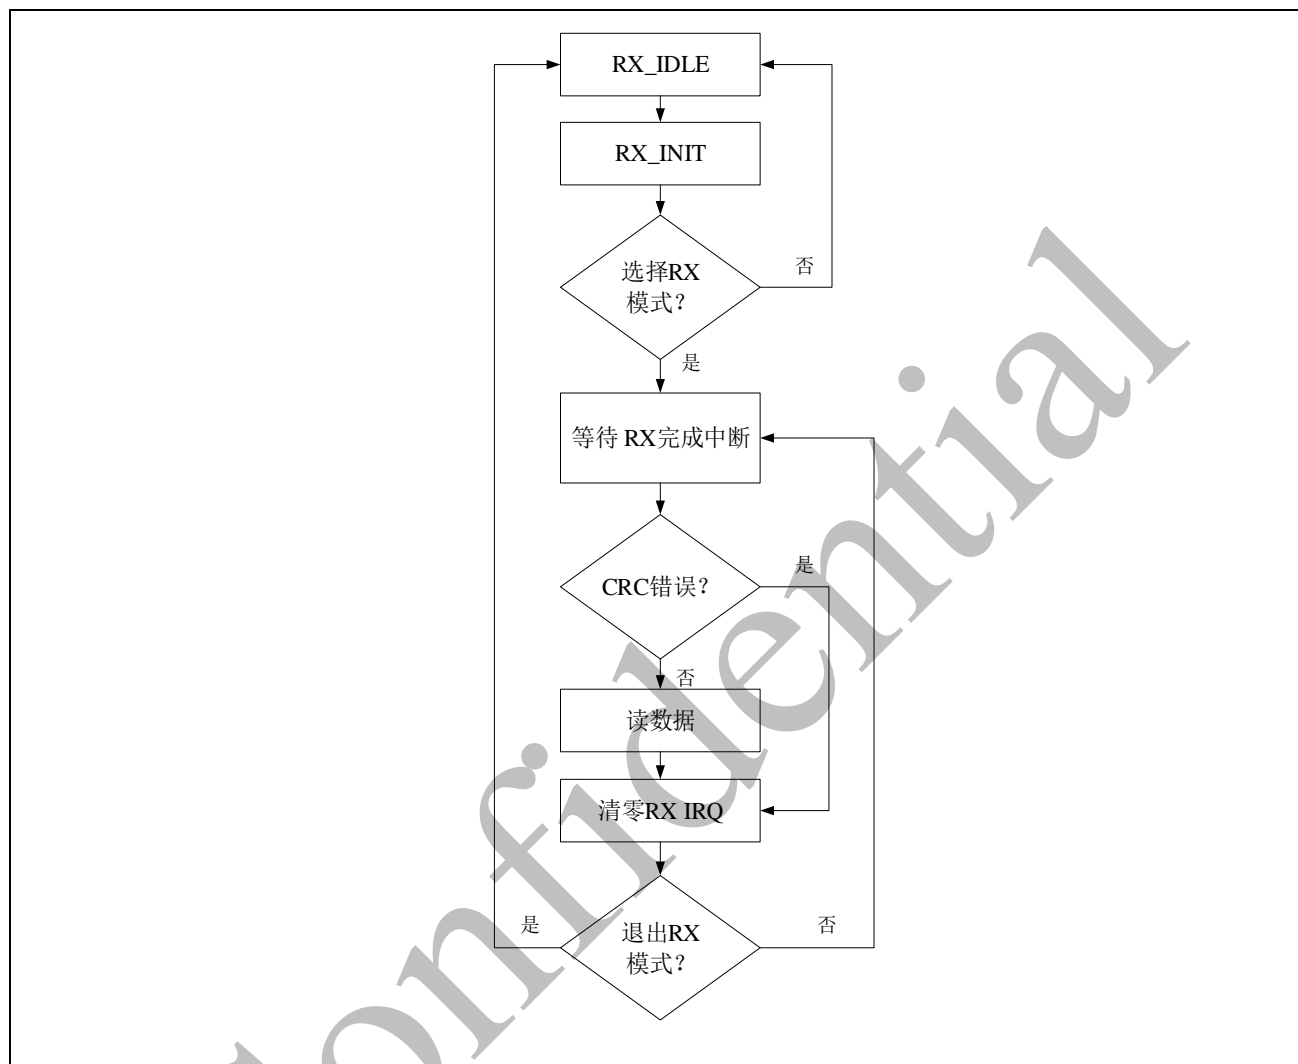 RX_IDLE
RX_INIT
选择RX
模式？
否
是
等待 RX完成中断
CRC错误？
是
否
读数据
清零RX IRQ
退出RX
模式？
是
否
onfidential